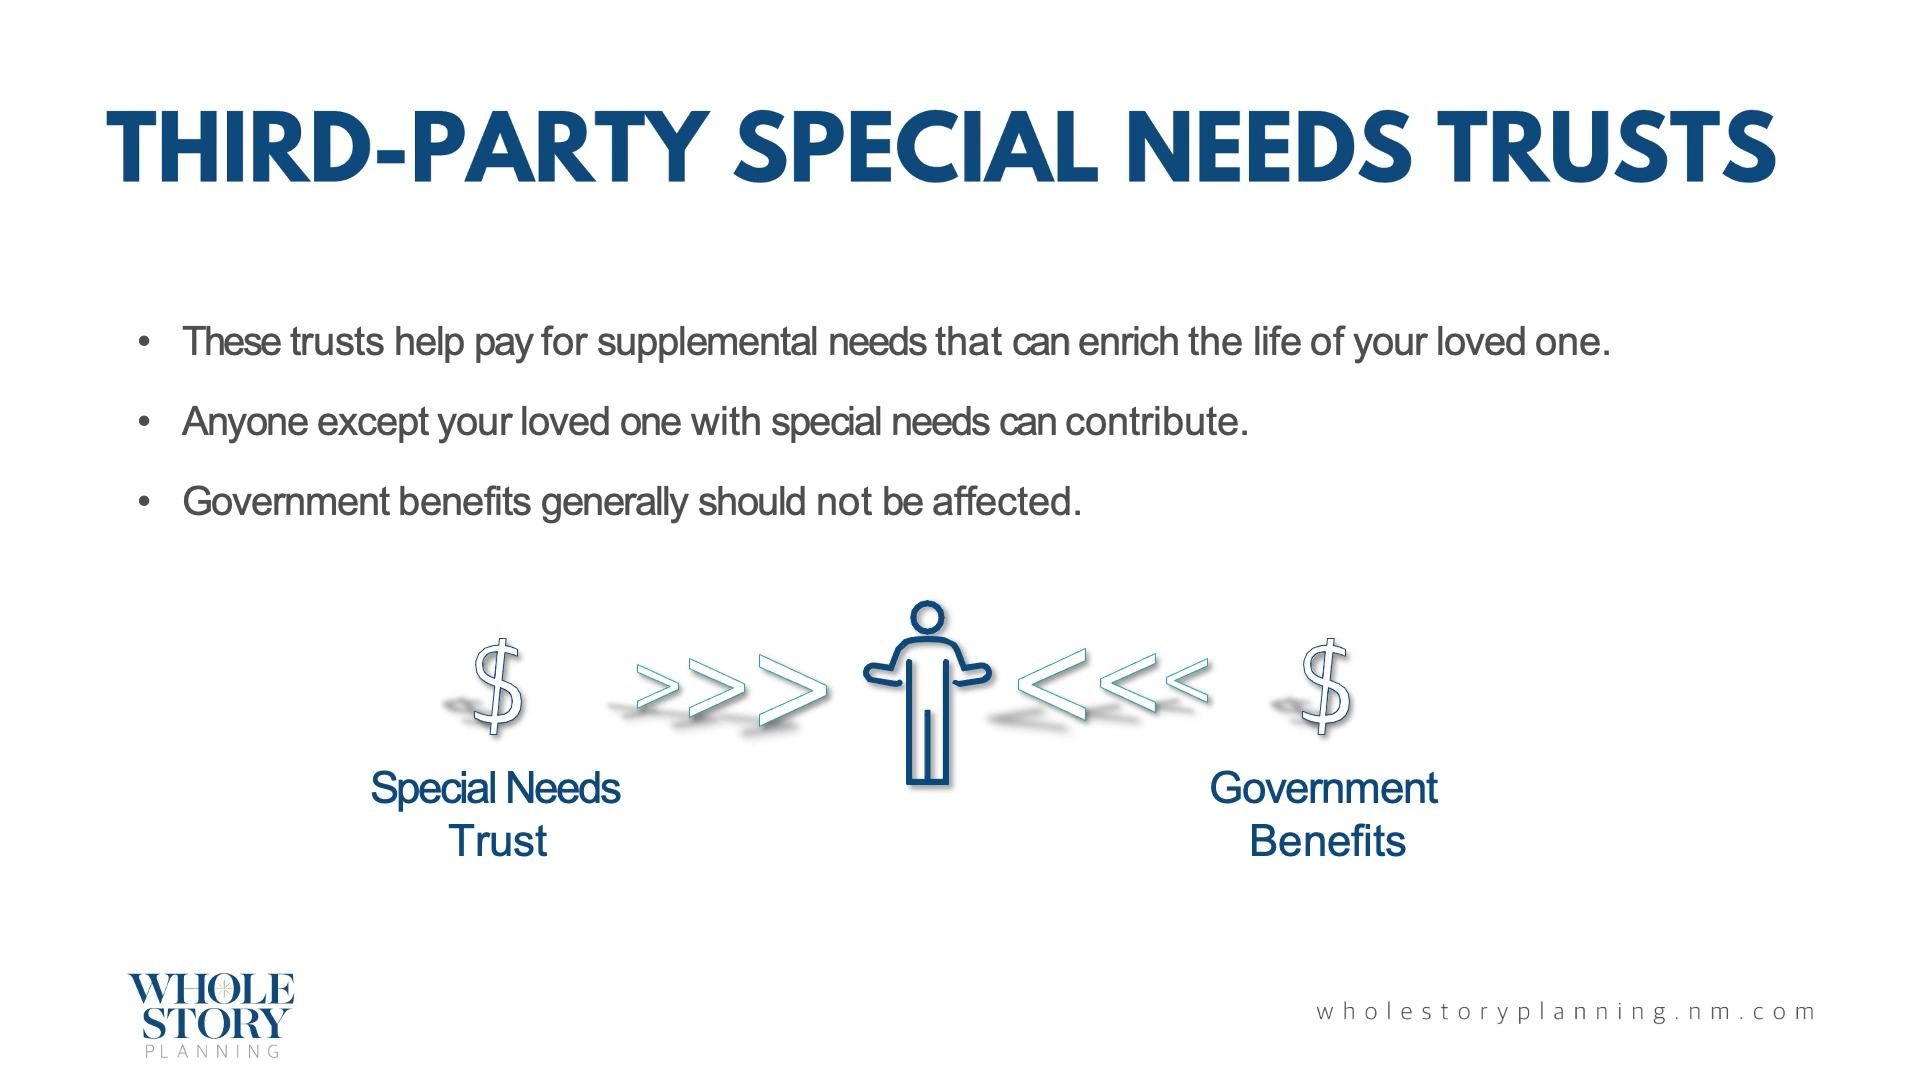 THIRD-PARTY SPECIAL NEEDS TRUSTS
• These trusts help pay for supplemental needs that can enrich the life of your loved one.
• Anyone except your loved one with special needs can contribute.
• Government benefits generally should not be affected.
$ >>> <<< $
Special Needs
Trust
Government
Benefits
WHOLE
STORY
PLANNING
wholestoryplanning.nm.com